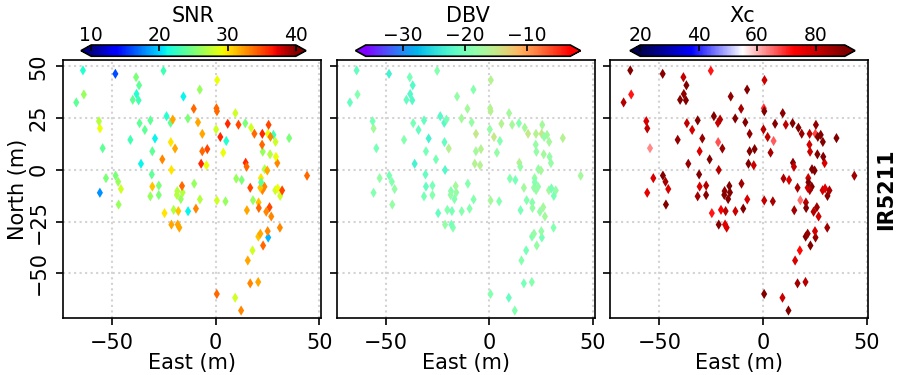 SNR DBV Xc
10 20 30 40 −30 −20 −10 20 40 60 80
50
25
0
−25
−50
North (m)
−50 0 50 −50 0 50 −50 0 50
East (m) East (m) East (m)
IR5211